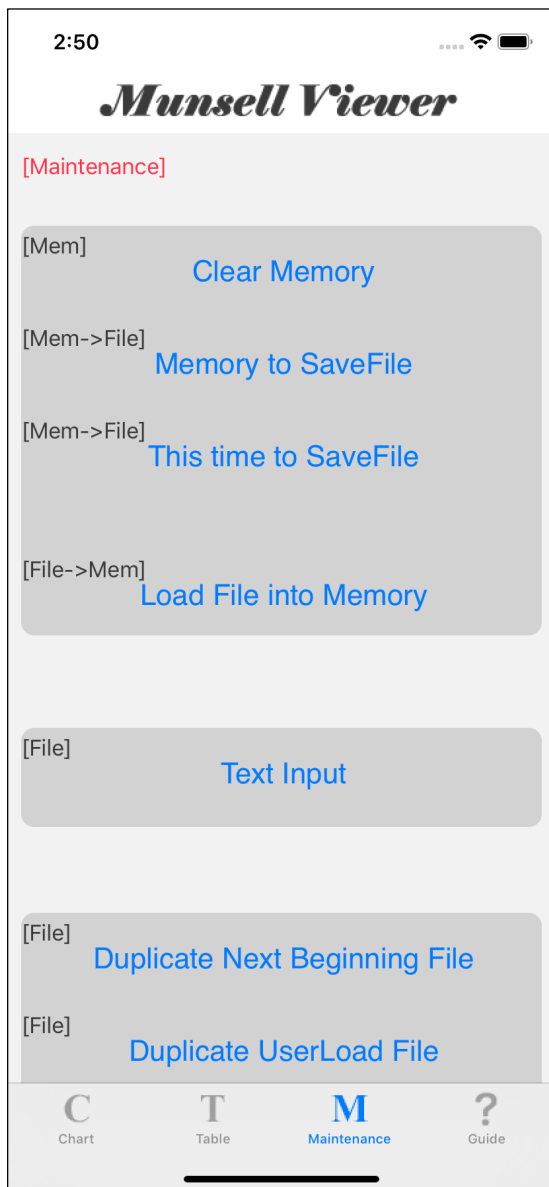 2:50
Munsell Viewer
[Maintenance]
[Mem]
Clear Memory
[Mem->File]
Memory to SaveFile
[Mem->File]
This time to SaveFile
[File->Mem]
Load File into Memory
[File]
Text Input
[File]
Duplicate Next Beginning File
[File]
Duplicate UserLoad File
C T M ?
Chart Table Maintenance Guide